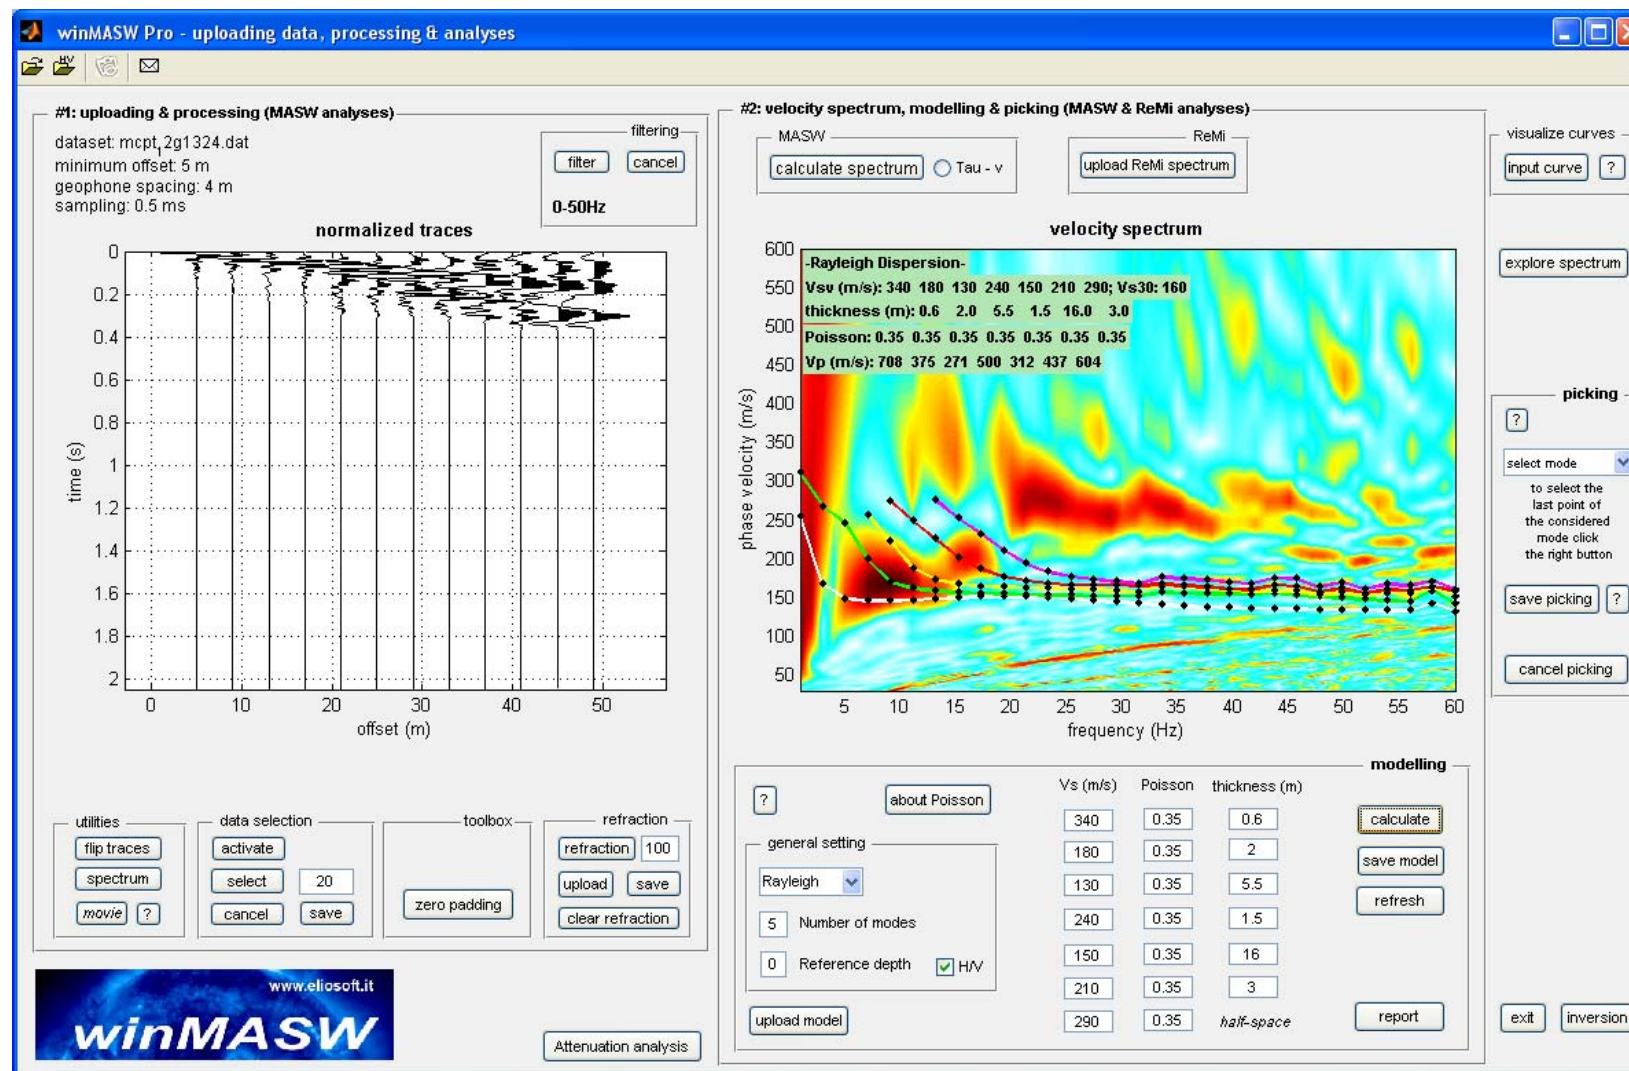 winMASW Pro - uploading data, processing & analyses
HV
#1: uploading & processing (MASW analyses)
dataset: mcpt12g1324.dat
minimum offset: 5 m
geophone spacing: 4 m
sampling: 0.5 ms
filtering
filter cancel
0-50Hz
normalized traces
0
0.2
0.4
0.6
0.8
1
1.2
1.4
1.6
1.8
2
time (s)
0 10 20 30 40 50
offset (m)
utilities
flip traces
spectrum
movie ?
data selection
activate
select 20
cancel save
toolbox
zero padding
refraction
refraction 100
upload save
clear refraction
www.eliosoft.it
winMASW
Attenuation analysis
#2: velocity spectrum, modelling & picking (MASW & ReMi analyses)
MASW
calculate spectrum Tau - v
ReMi
upload ReMi spectrum
velocity spectrum
-Rayleigh Dispersion-
Vsv (m/s): 340 180 130 240 150 210 290; Vs30: 160
thickness (m): 0.6 2.0 5.5 1.5 16.0 3.0
Poisson: 0.35 0.35 0.35 0.35 0.35 0.35 0.35
Vp (m/s): 708 375 271 500 312 437 604
600
550
500
450
400
350
300
250
200
150
100
50
phase velocity (m/s)
5 10 15 20 25 30 35 40 45 50 55 60
frequency (Hz)
modelling
? about Poisson
general setting
Rayleigh
5 Number of modes
0 Reference depth H/V
upload model
Vs (m/s) Poisson thickness (m)
340 0.35 0.6
180 0.35 2
130 0.35 5.5
240 0.35 1.5
150 0.35 16
210 0.35 3
290 0.35 half-space
calculate
save model
refresh
report
visualize curves
input curve ?
explore spectrum
picking
?
select mode
to select the
last point of
the considered
mode click
the right button
save picking ?
cancel picking
exit inversion